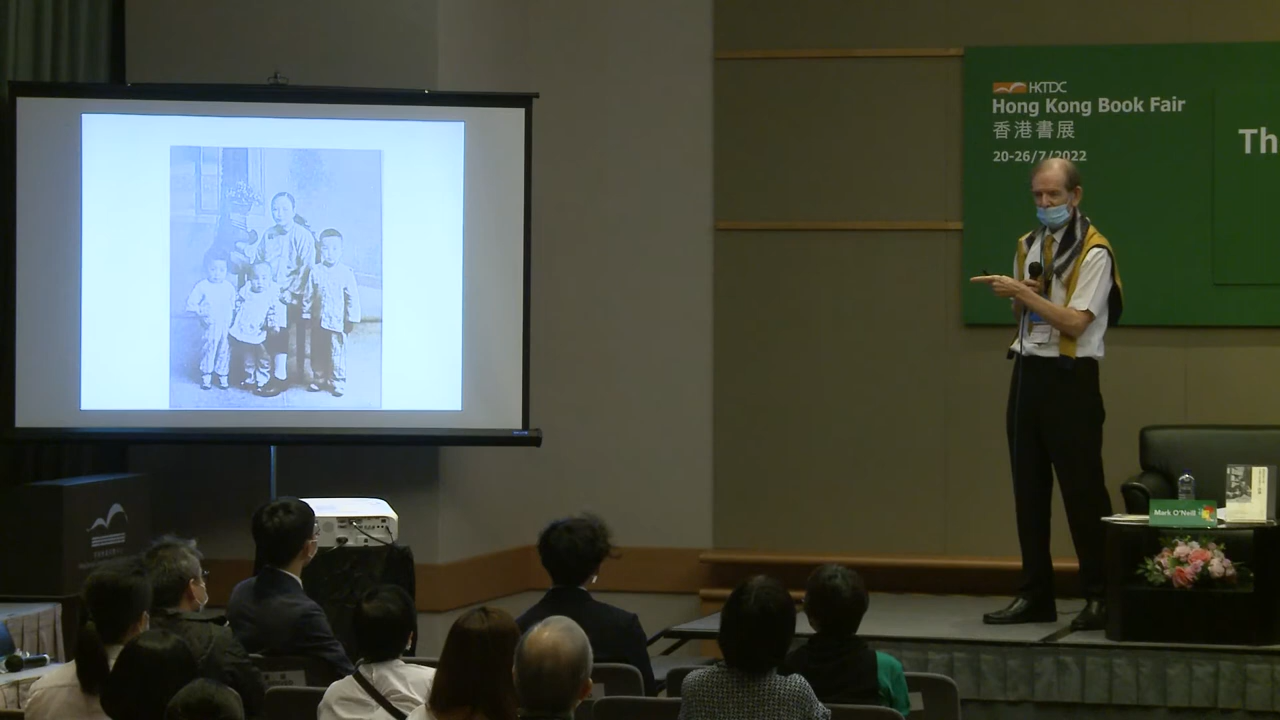 HKTDC
Hong Kong Book Fair
香港書展
20-26/7/2022
Th
Mark O'Neill